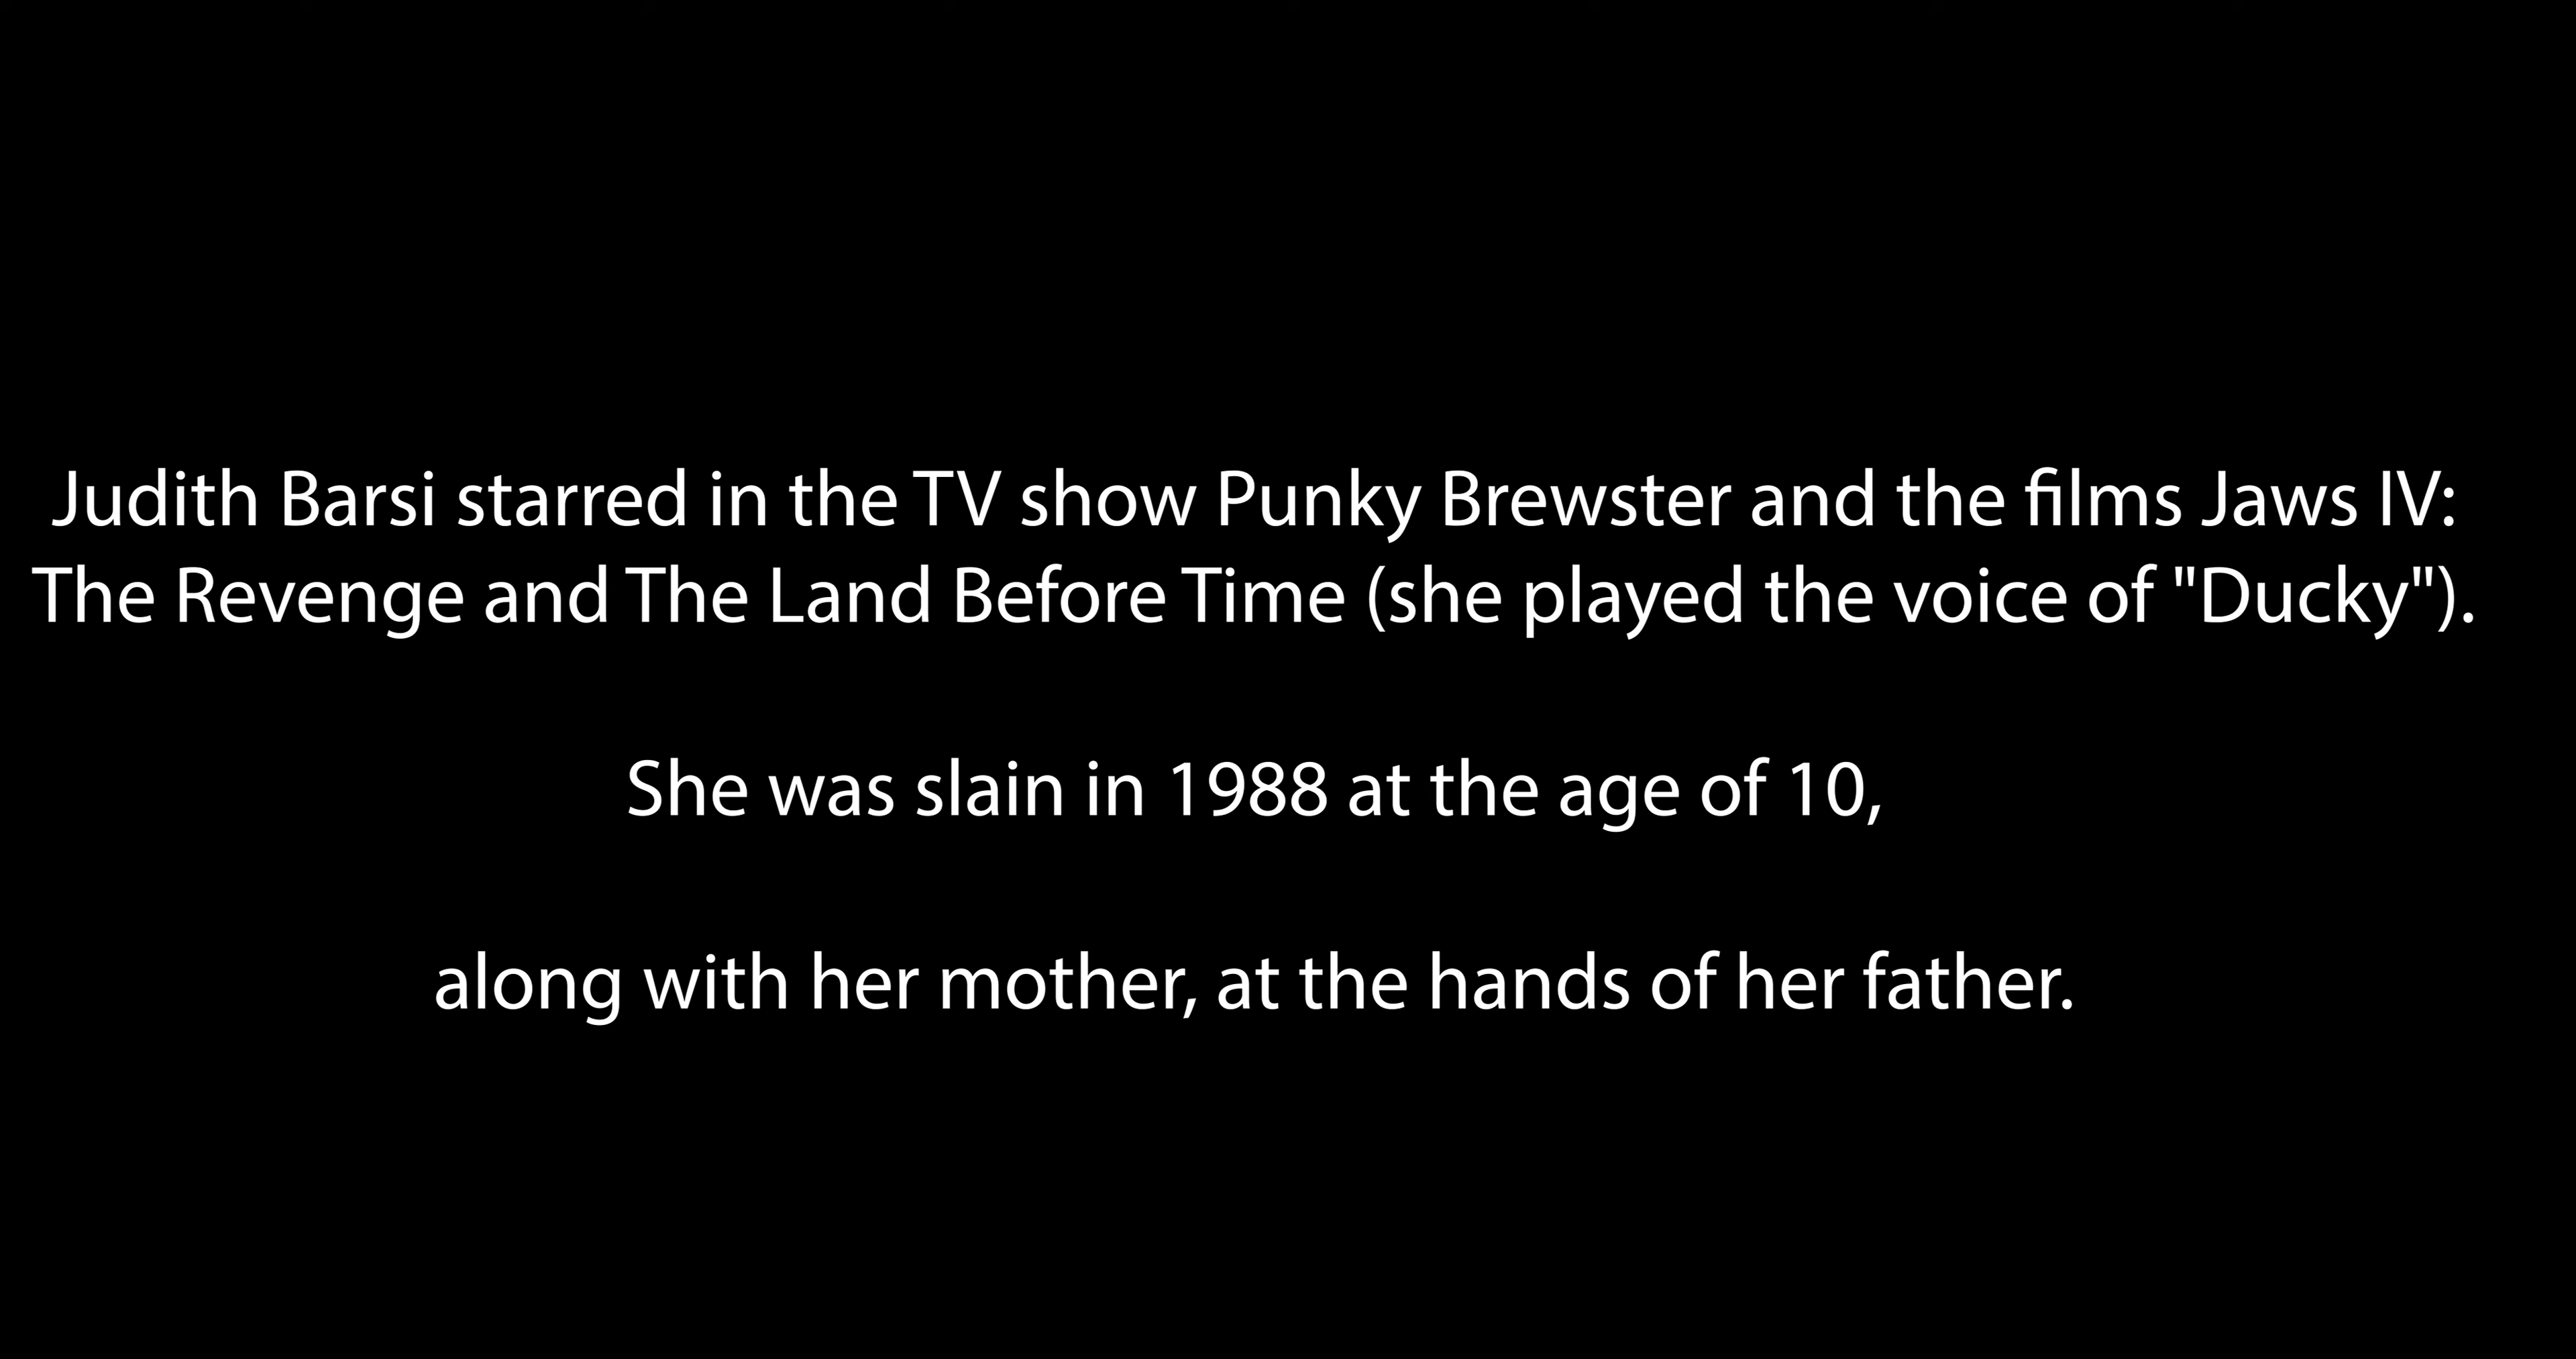 Judith Barsi starred in the TV show Punky Brewster and the films Jaws IV:
The Revenge and The Land Before Time (she played the voice of "Ducky").
She was slain in 1988 at the age of 10,
along with her mother, at the hands of her father.